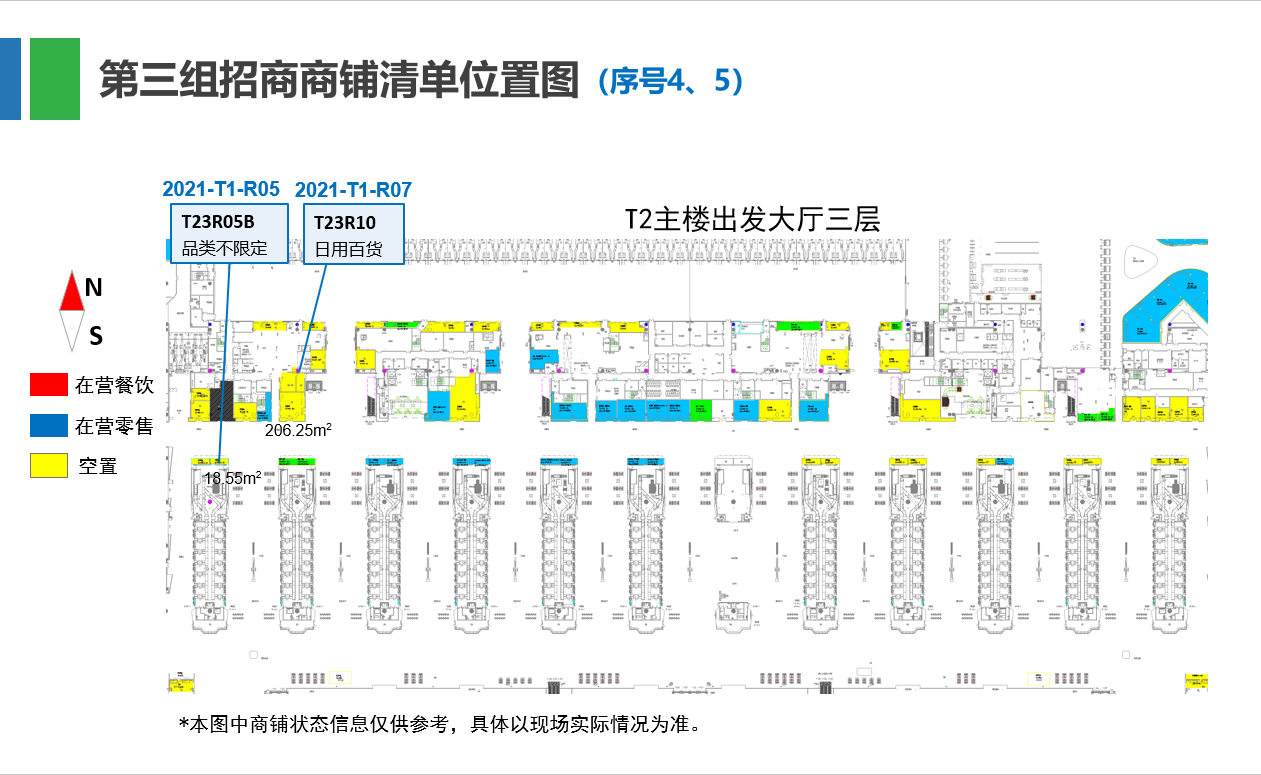 第三组招商商铺清单位置图（序号4、5）
2021-T1-R05
2021-T1-R07
T23R05B
品类不限定
T23R10
日用百货
T2主楼出发大厅三层
N
S
在营餐饮
在营零售
空置
206.25m²
18.55m²
*本图中商铺状态信息仅供参考，具体以现场实际情况为准。